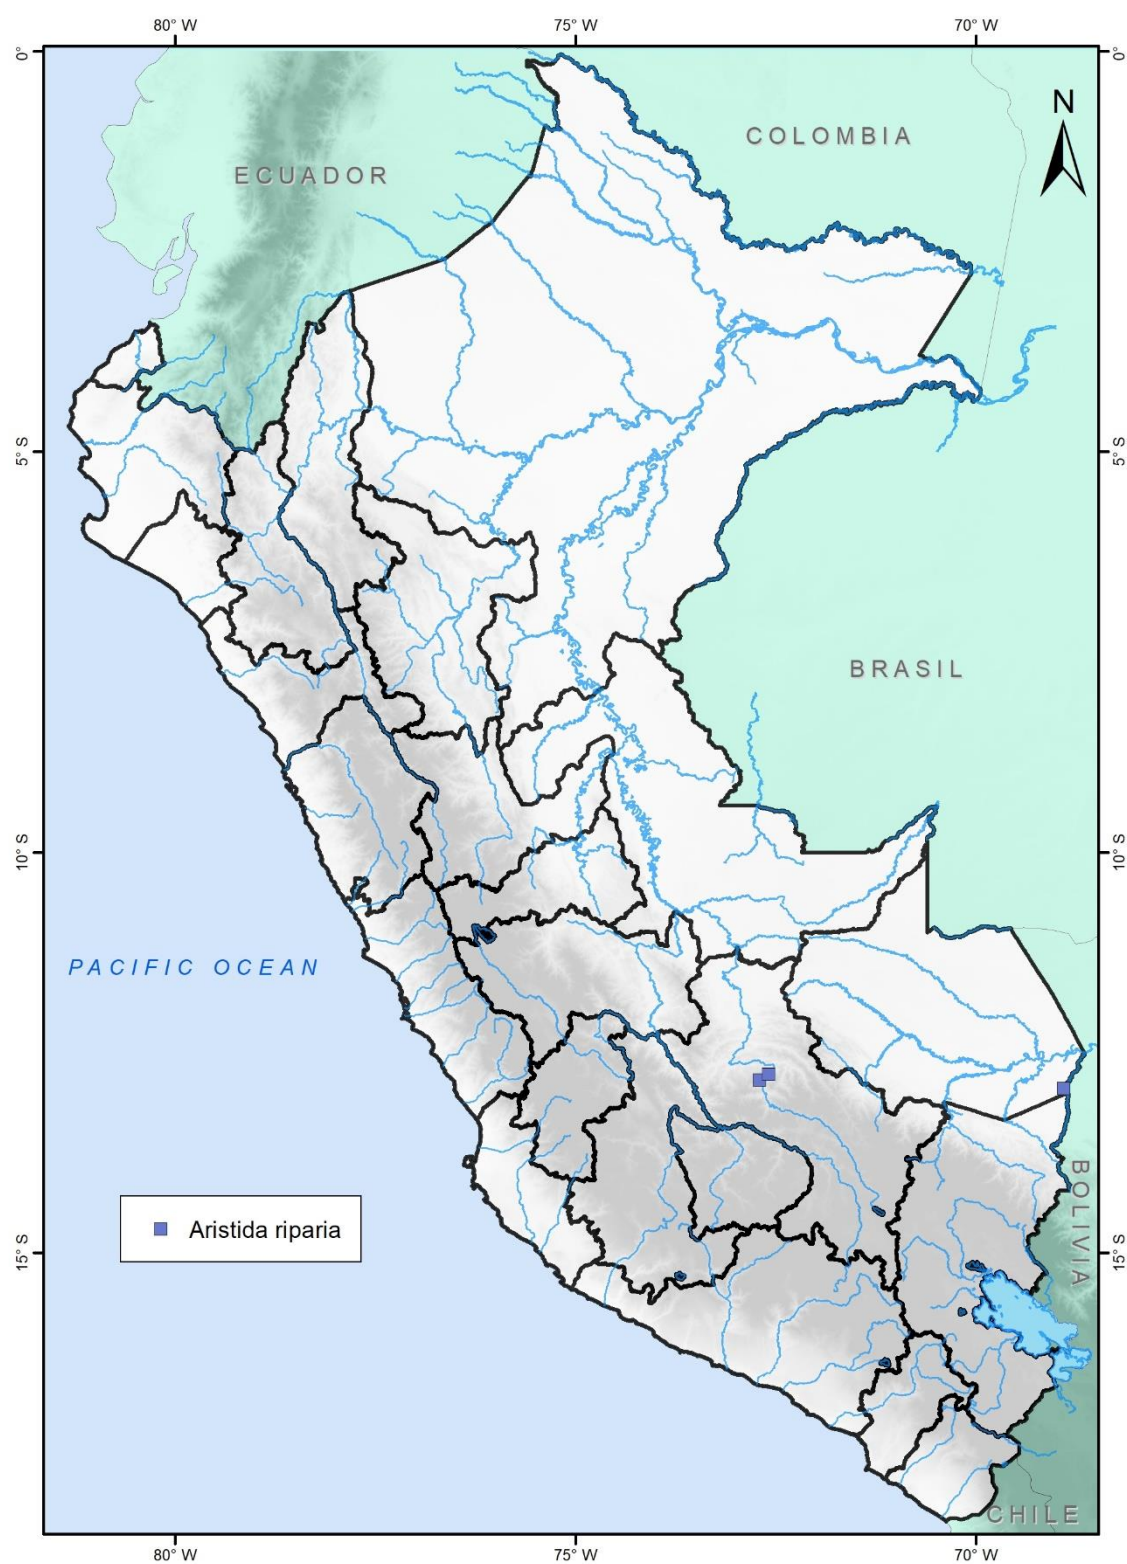 80° W 75° W 70° W
0° 0°
N
COLOMBIA
ECUADOR
5° S 5° S
BRASIL
10° S 10° S
PACIFIC OCEAN
BOLIVIA
Aristida riparia
15° S 15° S
CHILE
80° W 75° W 70° W